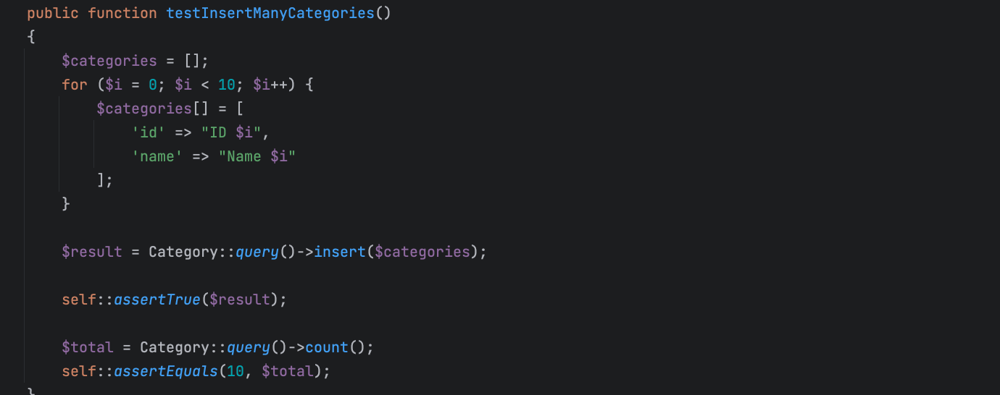 public function testInsertManyCategories()
{
    $categories = [];
    for ($i = 0; $i < 10; $i++) {
        $categories[] = [
            'id' => "ID $i",
            'name' => "Name $i"
        ];
    }

    $result = Category::query()->insert($categories);

    self::assertTrue($result);

    $total = Category::query()->count();
    self::assertEquals(10, $total);
}